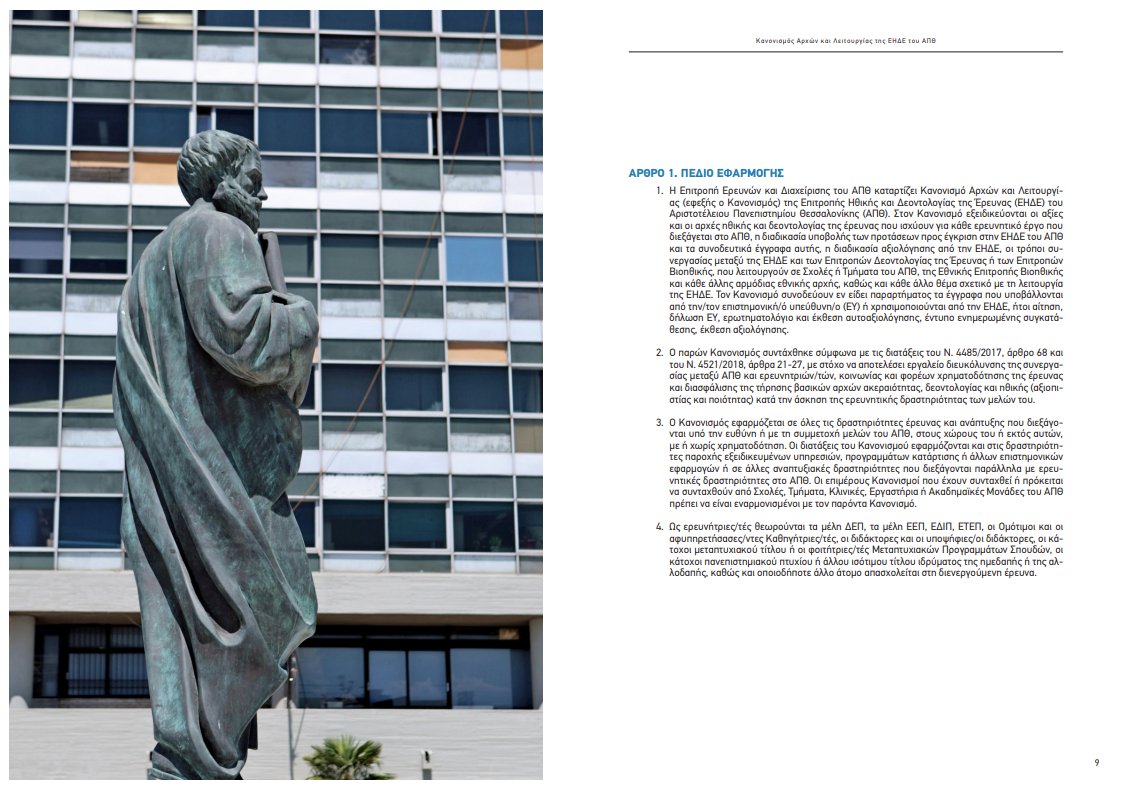 Κανονισμός Αρχών και Λειτουργίας της ΕΗΔΕ του ΑΠΘ
ΑΡΘΡΟ 1. ΠΕΔΙΟ ΕΦΑΡΜΟΓΗΣ
1. Η Επιτροπή Ερευνών και Διαχείρισης του ΑΠΘ καταρτίζει Κανονισμό Αρχών και Λειτουργί-
ας (εφεξής ο Κανονισμός) της Επιτροπής Ηθικής και Δεοντολογίας της Έρευνας (ΕΗΔΕ) του
Αριστοτέλειου Πανεπιστημίου Θεσσαλονίκης (ΑΠΘ). Στον Κανονισμό εξειδικεύονται οι αξίες
και οι αρχές ηθικής και δεοντολογίας της έρευνας που ισχύουν για κάθε ερευνητικό έργο που
διεξάγεται στο ΑΠΘ, η διαδικασία υποβολής των προτάσεων προς έγκριση στην ΕΗΔΕ του ΑΠΘ
και τα συνοδευτικά έγγραφα αυτής, η διαδικασία αξιολόγησης από την ΕΗΔΕ, οι τρόποι συ-
νεργασίας μεταξύ της ΕΗΔΕ και των Επιτροπών Δεοντολογίας της Έρευνας ή των Επιτροπών
Βιοηθικής, που λειτουργούν σε Σχολές ή Τμήματα του ΑΠΘ, της Εθνικής Επιτροπής Βιοηθικής
και κάθε άλλης αρμόδιας εθνικής αρχής, καθώς και κάθε άλλο θέμα σχετικό με τη λειτουργία
της ΕΗΔΕ. Τον Κανονισμό συνοδεύουν εν είδει παραρτήματος τα έγγραφα που υποβάλλονται
από την/τον επιστημονική/ό υπεύθυνη/ο (ΕΥ) ή χρησιμοποιούνται από την ΕΗΔΕ, ήτοι αίτηση,
δήλωση ΕΥ, ερωτηματολόγιο και έκθεση αυτοαξιολόγησης, έντυπο ενημερωμένης συγκατά-
θεσης, έκθεση αξιολόγησης.
2. Ο παρών Κανονισμός συντάχθηκε σύμφωνα με τις διατάξεις του Ν. 4485/2017, άρθρο 68 και
του Ν. 4521/2018, άρθρα 21-27, με στόχο να αποτελέσει εργαλείο διευκόλυνσης της συνεργα-
σίας μεταξύ ΑΠΘ και ερευνητριών/τών, κοινωνίας και φορέων χρηματοδότησης της έρευνας
και διασφάλισης της τήρησης βασικών αρχών ακεραιότητας, δεοντολογίας και ηθικής (αξιοπι-
στίας και ποιότητας) κατά την άσκηση της ερευνητικής δραστηριότητας των μελών του.
3. Ο Κανονισμός εφαρμόζεται σε όλες τις δραστηριότητες έρευνας και ανάπτυξης που διεξάγο-
νται υπό την ευθύνη ή με τη συμμετοχή μελών του ΑΠΘ, στους χώρους του ή εκτός αυτών,
με ή χωρίς χρηματοδότηση. Οι διατάξεις του Κανονισμού εφαρμόζονται και στις δραστηριότη-
τες παροχής εξειδικευμένων υπηρεσιών, προγραμμάτων κατάρτισης ή άλλων επιστημονικών
εφαρμογών ή σε άλλες αναπτυξιακές δραστηριότητες που διεξάγονται παράλληλα με ερευ-
νητικές δραστηριότητες στο ΑΠΘ. Οι επιμέρους Κανονισμοί που έχουν συνταχθεί ή πρόκειται
να συνταχθούν από Σχολές, Τμήματα, Κλινικές, Εργαστήρια ή Ακαδημαϊκές Μονάδες του ΑΠΘ
πρέπει να είναι εναρμονισμένοι με τον παρόντα Κανονισμό.
4. Ως ερευνήτριες/τές θεωρούνται τα μέλη ΔΕΠ, τα μέλη ΕΕΠ, ΕΔΙΠ, ΕΤΕΠ, οι Ομότιμοι και οι
αφυπηρετήσασες/ντες Καθηγήτριες/τές, οι διδάκτορες και οι υποψήφιες/οι διδάκτορες, οι κά-
τοχοι μεταπτυχιακού τίτλου ή οι φοιτήτριες/τές Μεταπτυχιακών Προγραμμάτων Σπουδών, οι
κάτοχοι πανεπιστημιακού πτυχίου ή άλλου ισότιμου τίτλου ιδρύματος της ημεδαπής ή της αλ-
λοδαπής, καθώς και οποιοδήποτε άλλο άτομο απασχολείται στη διενεργούμενη έρευνα.
9